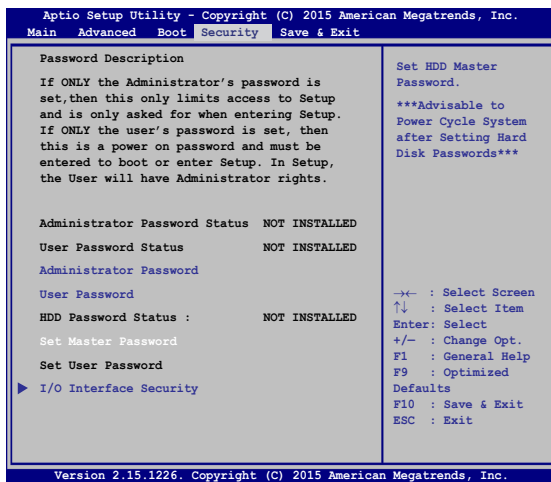 Aptio Setup Utility - Copyright (C) 2015 American Megatrends, Inc.
Main Advanced Boot Security Save & Exit
Password Description
If ONLY the Administrator's password is
set,then this only limits access to Setup
and is only asked for when entering Setup.
If ONLY the user's password is set, then
this is a power on password and must be
entered to boot or enter Setup. In Setup,
the User will have Administrator rights.
Administrator Password Status NOT INSTALLED
User Password Status NOT INSTALLED
Administrator Password
User Password
HDD Password Status : NOT INSTALLED
Set Master Password
Set User Password
I/O Interface Security
Set HDD Master
Password.
***Advisable to
Power Cycle System
after Setting Hard
Disk Passwords***
→← : Select Screen
↑↓ : Select Item
Enter: Select
+/— : Change Opt.
F1 : General Help
F9 : Optimized
Defaults
F10 : Save & Exit
ESC : Exit
Version 2.15.1226. Copyright (C) 2015 American Megatrends, Inc.